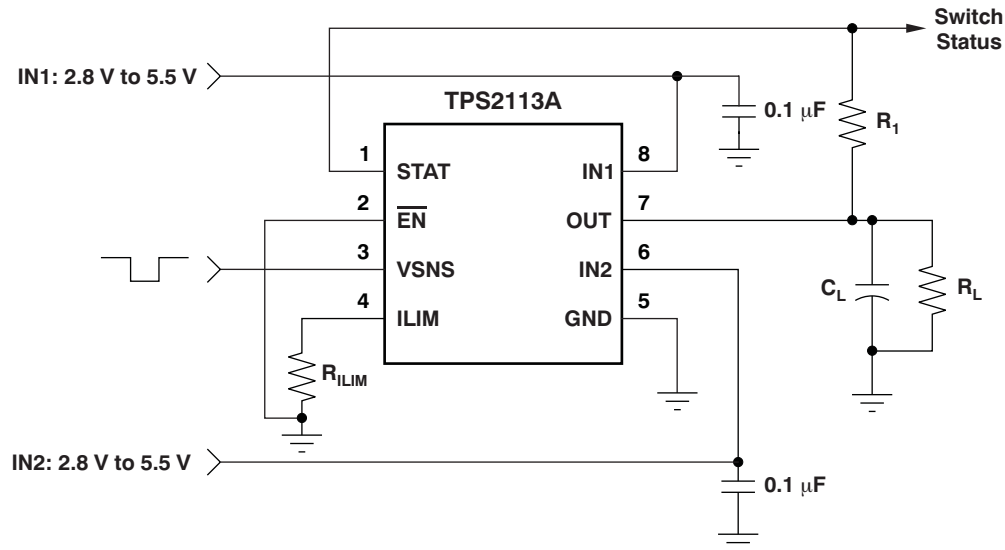 Switch
Status
IN1: 2.8 V to 5.5 V
TPS2113A
0.1 μF
R1
1
STAT
IN1
8
2
EN
OUT
7
3
VSNS
IN2
6
4
ILIM
GND
5
CL
RL
RILIM
IN2: 2.8 V to 5.5 V
0.1 μF